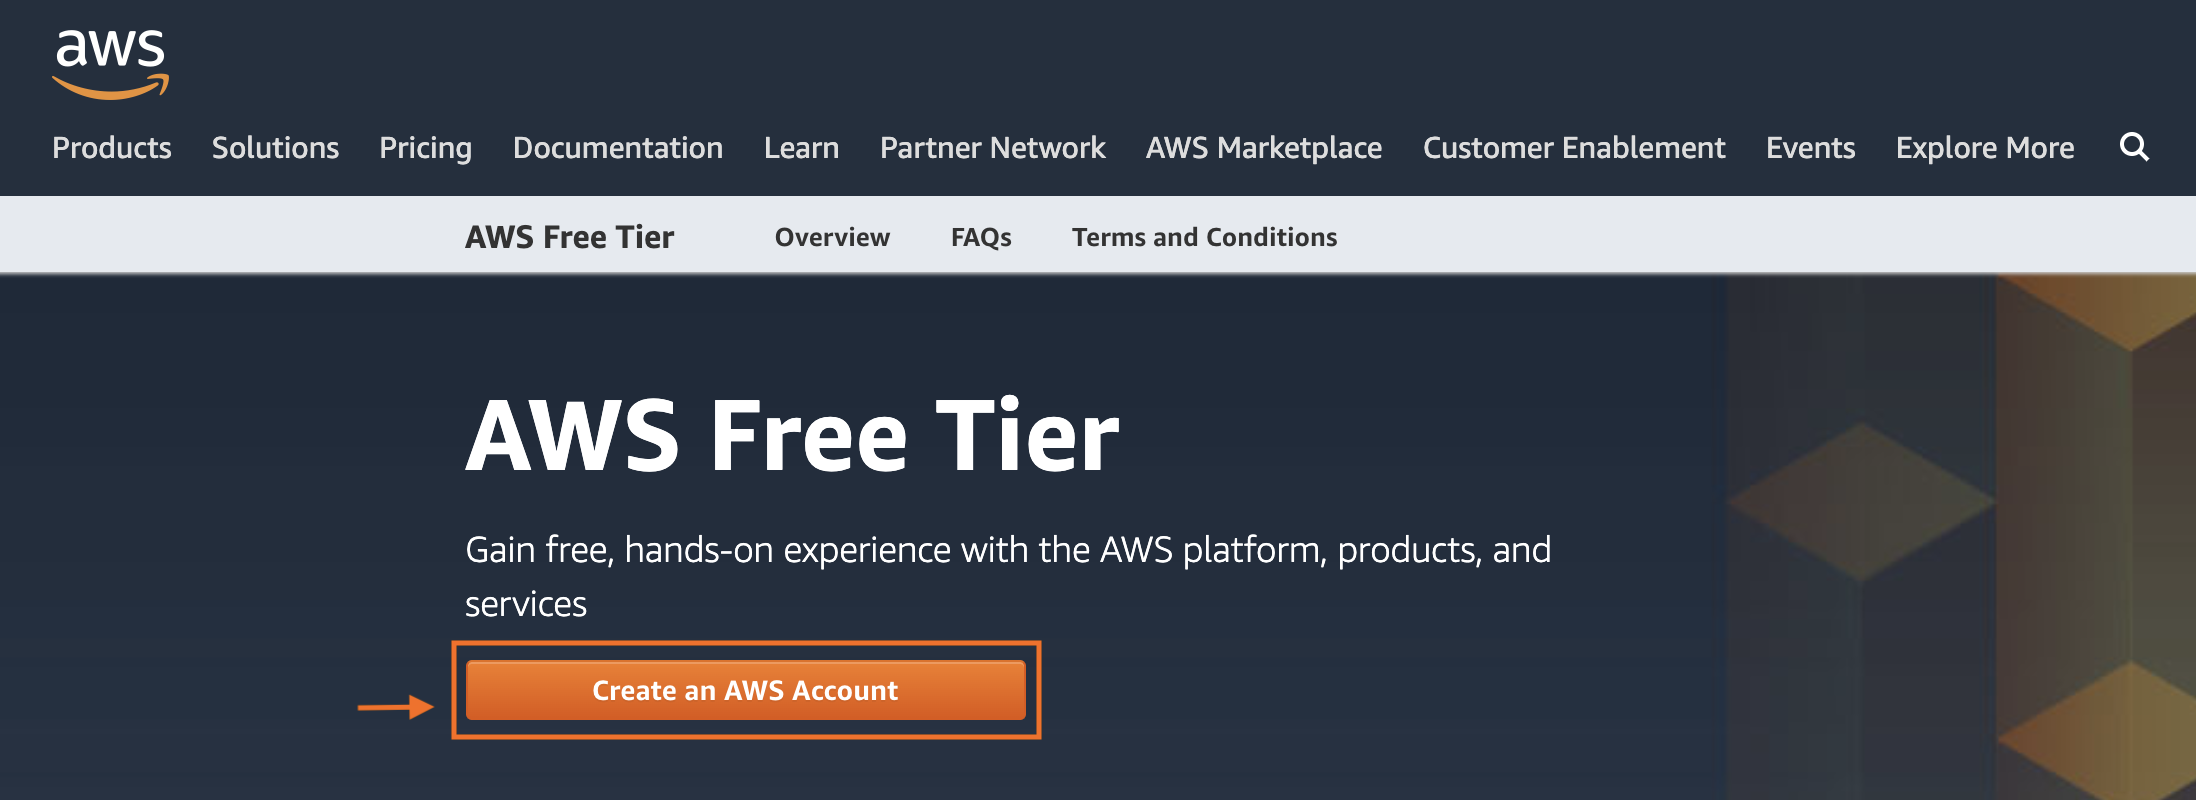 aws
Products Solutions Pricing Documentation Learn Partner Network AWS Marketplace Customer Enablement Events Explore More
AWS Free Tier Overview FAQs Terms and Conditions
AWS Free Tier
Gain free, hands-on experience with the AWS platform, products, and
services
Create an AWS Account